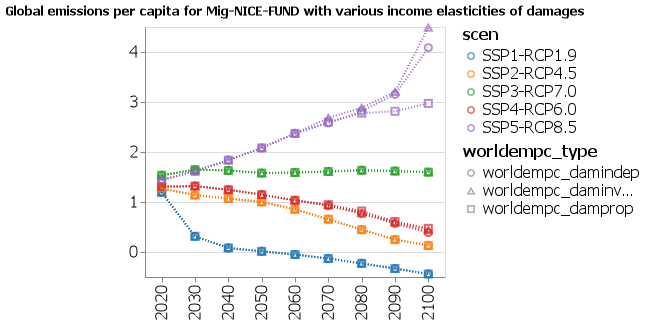 Global emissions per capita for Mig-NICE-FUND with various income elasticities of damages
scen
SSP1-RCP1.9
SSP2-RCP4.5
SSP3-RCP7.0
SSP4-RCP6.0
SSP5-RCP8.5
worldempc_type
worldempc_damindep
worldempc_daminv...
worldempc_damprop
4
3
2
1
0
2020
2030
2040
2050
2060
2070
2080
2090
2100